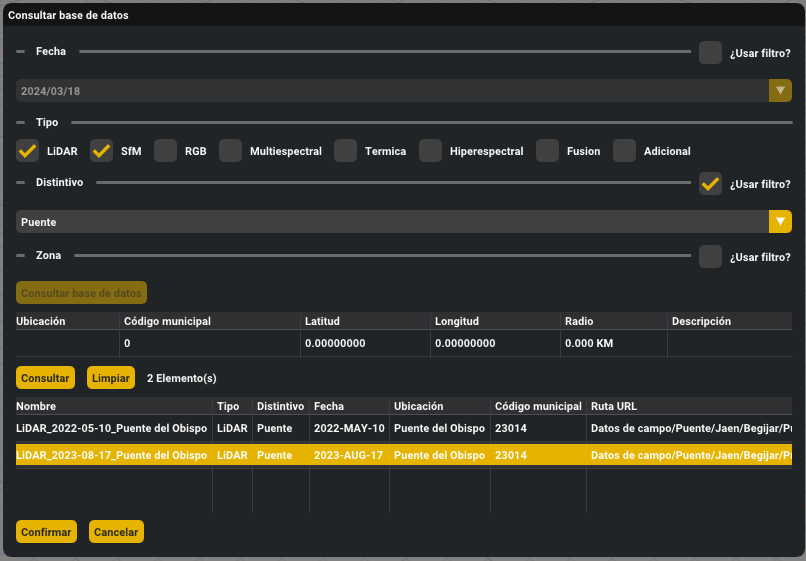 Consultar base de datos
Fecha ¿Usar filtro?
2024/03/18
Tipo
LiDAR SfM RGB Multiespectral Termica Hiperespectral Fusion Adicional
Distintivo ¿Usar filtro?
Puente
Zona ¿Usar filtro?
Consultar base de datos
Ubicación Código municipal Latitud Longitud Radio Descripción
0 0.00000000 0.00000000 0.000 KM
Consultar Limpiar 2 Elemento(s)
Nombre Tipo Distintivo Fecha Ubicación Código municipal Ruta URL
LiDAR_2022-05-10_Puente del Obispo LiDAR Puente 2022-MAY-10 Puente del Obispo 23014 Datos de campo/Puente/Jaen/Begijar/
LiDAR_2023-08-17_Puente del Obispo LiDAR Puente 2023-AUG-17 Puente del Obispo 23014 Datos de campo/Puente/Jaen/Begijar/
Confirmar Cancelar